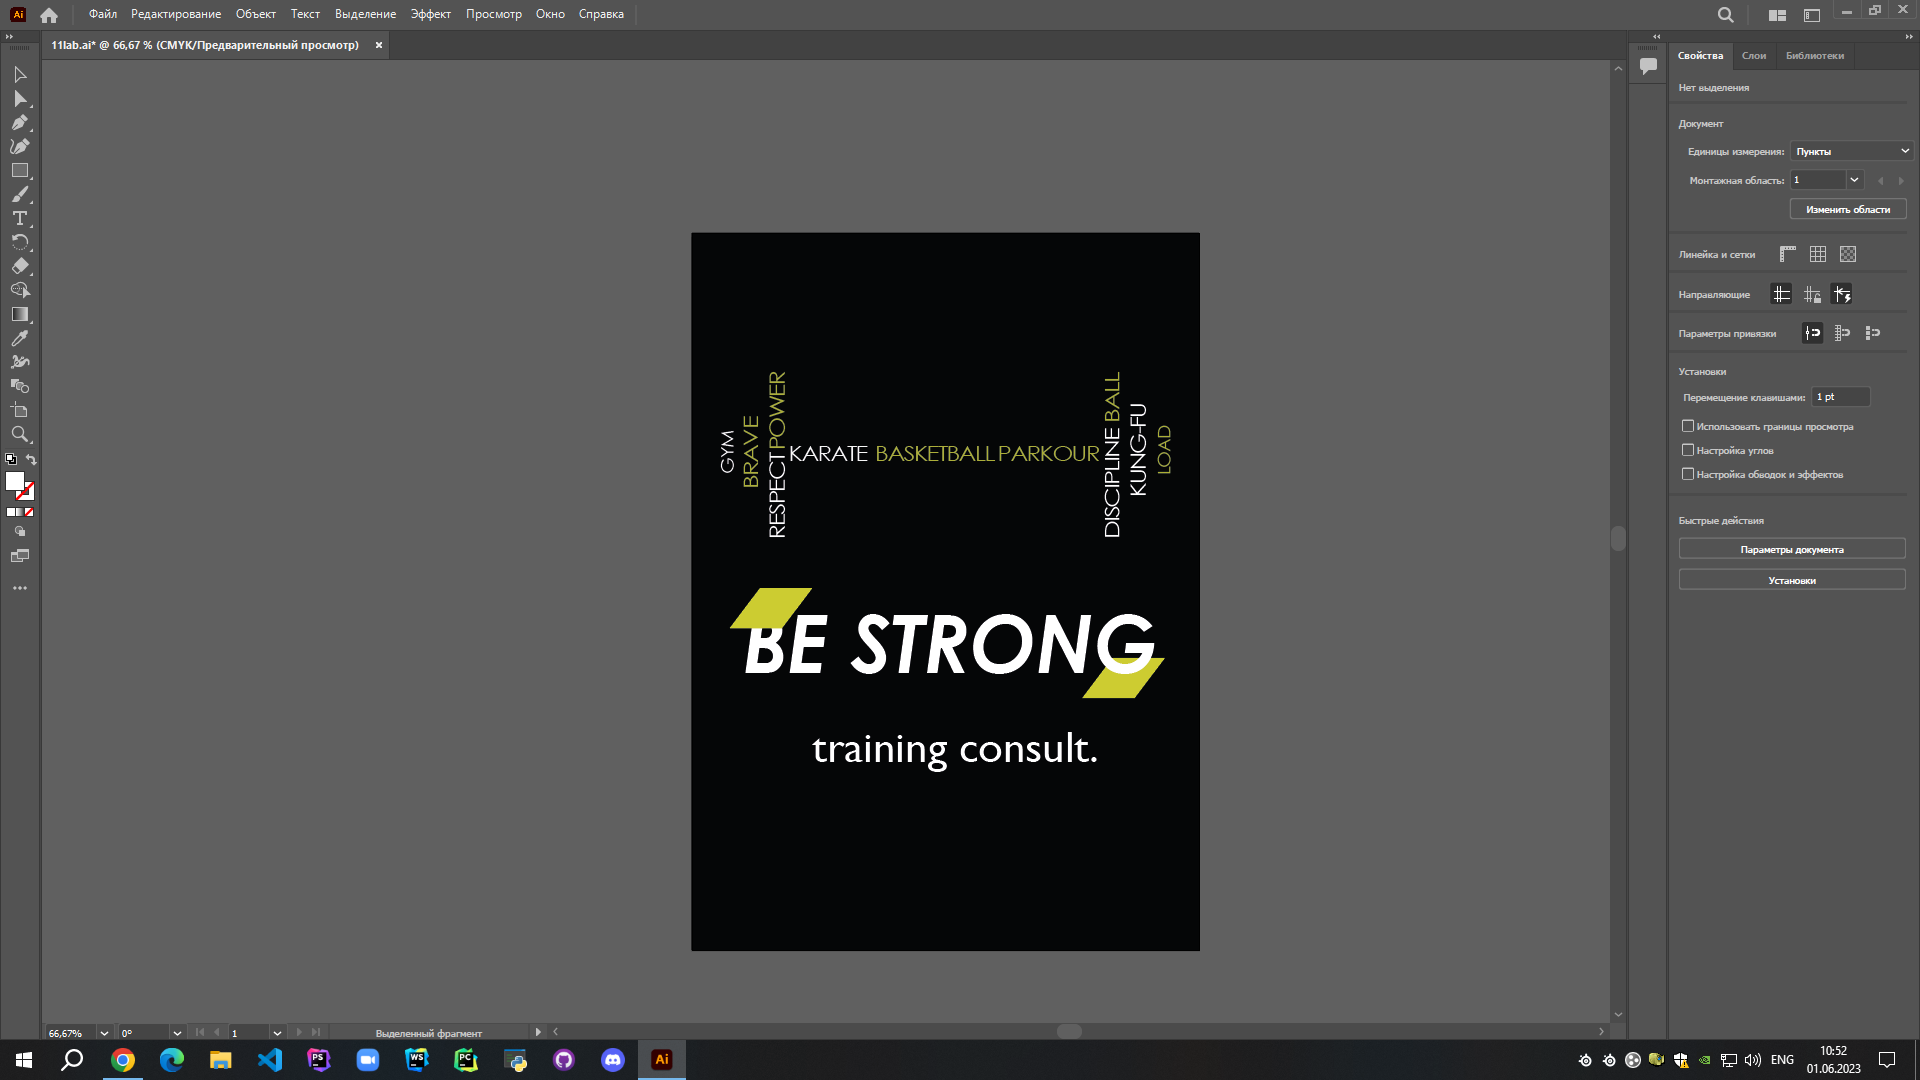 Ai
Файл Редактирование Объект Текст Выделение Эффект Просмотр Окно Справка
11lab.ai* @ 66,67 % (CMYK/Предварительный просмотр)
Свойства Слои Библиотеки
Нет выделения
Документ
Единицы измерения: Пункты
Монтажная область: 1
Изменить области
Линейка и сетки
Направляющие
Параметры привязки
Установки
Перемещение клавишами: 1 pt
Использовать границы просмотра
Настройка углов
Настройка обводок и эффектов
Быстрые действия
Параметры документа
Установки
GYM
BRAVE
RESPECT POWER
KARATE BASKETBALL PARKOUR
DISCIPLINE BALL
KUNG-FU
LOAD
BE STRONG
training consult.
66,67% 0° 1 Выделенный фрагмент
PS WS PC Ai
ENG
10:52
01.06.2023